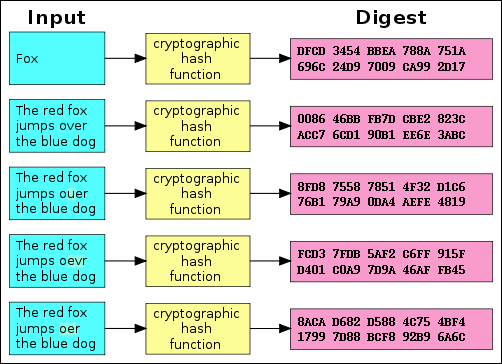 Input Digest
Fox
cryptographic
hash
function
DFCD 3454 BBEA 788A 751A
696C 24D9 7009 CA99 2D17
The red fox
jumps over
the blue dog
cryptographic
hash
function
0086 46BB FB7D CBE2 823C
ACC7 6CD1 90B1 EE6E 3ABC
The red fox
jumps ouer
the blue dog
cryptographic
hash
function
8FD8 7558 7851 4F32 D1C6
76B1 79A9 0DA4 AEFE 4819
The red fox
jumps oevr
the blue dog
cryptographic
hash
function
FCD3 7FDB 5AF2 C6FF 915F
D401 C0A9 7D9A 46AF FB45
The red fox
jumps oer
the blue dog
cryptographic
hash
function
8ACA D682 D588 4C75 4BF4
1799 7D88 BCF8 92B9 6A6C